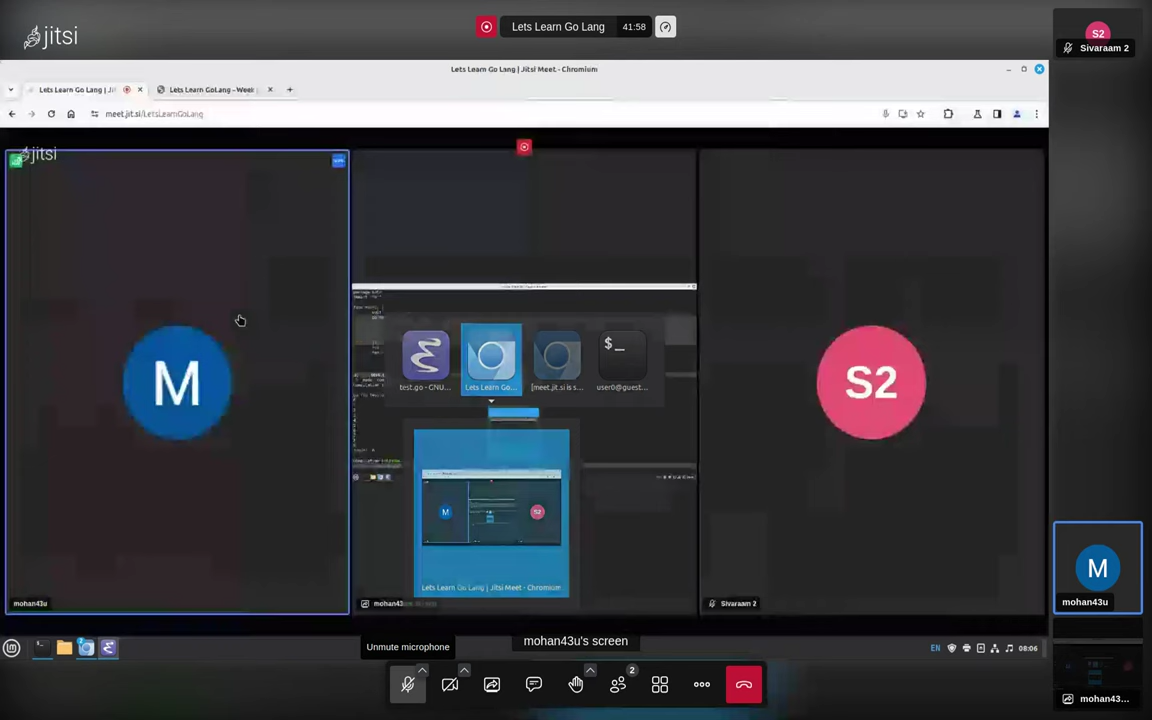 jitsi
Lets Learn Go Lang
41:58
S2
Sivaraam 2
Lets Learn Go Lang | Jitsi Meet - Chromium
Lets Learn Go Lang | Ji
Lets Learn GoLang – Week
meet.jit.si/LetsLearnGoLang
jitsi
M
S2
$_
test.go - GNU...
Lets Learn Go...
[meet.jit.si is s...
user0@guest...
M
S2
Lets Learn Go Lang | Jitsi Meet - Chromium
mohan43u
mohan43
Sivaraam 2
M
mohan43u
Unmute microphone
mohan43u's screen
EN
08:06
2
mohan43...